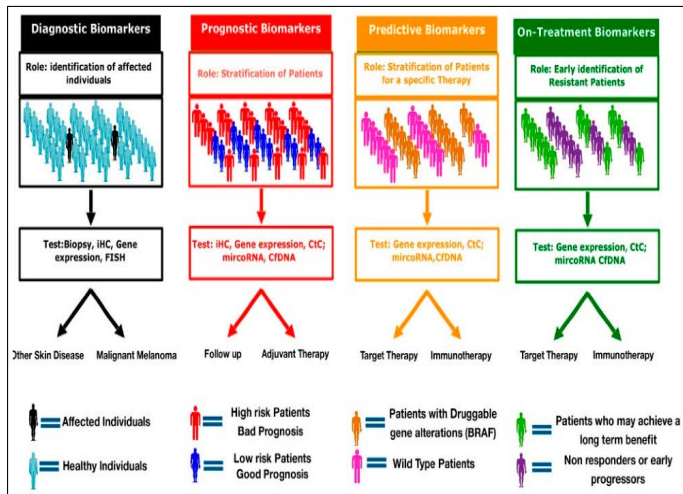 Diagnostic Biomarkers
Role: identification of affected
individuals
Test:Biopsy, iHC, Gene
expression, FISH
Other Skin Disease
Malignant Melanoma
Prognostic Biomarkers
Role: Stratification of Patients
Test: iHC, Gene expression, CtC;
mircoRNA, CfDNA
Follow up
Adjuvant Therapy
Predictive Biomarkers
Role: Stratification of Patients
for a specific Therapy
Test: Gene expression, CtC;
mircoRNA,CfDNA
Target Therapy
Immunotherapy
On-Treatment Biomarkers
Role: Early identification of
Resistant Patients
Test: Gene expression, CtC;
mircoRNA CfDNA
Target Therapy
Immunotherapy
Affected Individuals
Healthy Individuals
High risk Patients
Bad Prognosis
Low risk Patients
Good Prognosis
Patients with Druggable
gene alterations (BRAF)
Wild Type Patients
Patients who may achieve a
long term benefit
Non responders or early
progressors